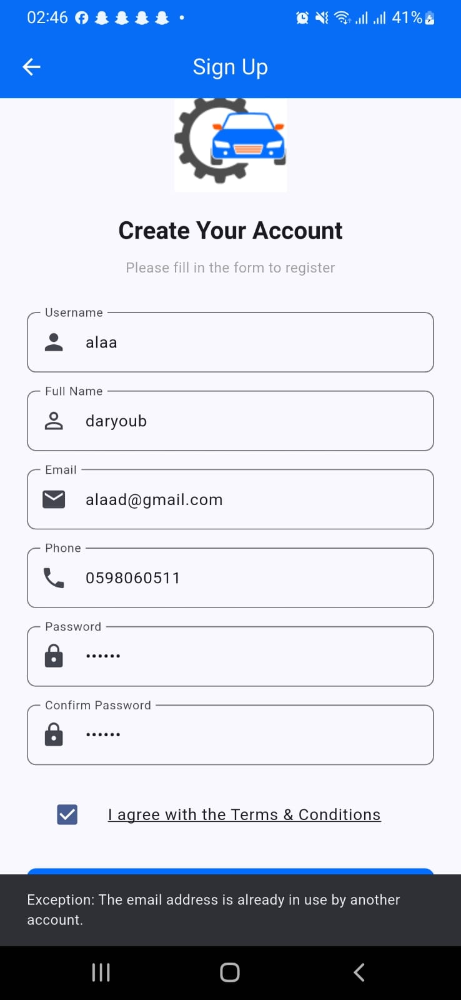 02:46 41%
Sign Up
Create Your Account
Please fill in the form to register
Username
alaa
Full Name
daryoub
Email
alaad@gmail.com
Phone
0598060511
Password
••••••
Confirm Password
••••••
I agree with the Terms & Conditions
Exception: The email address is already in use by another
account.